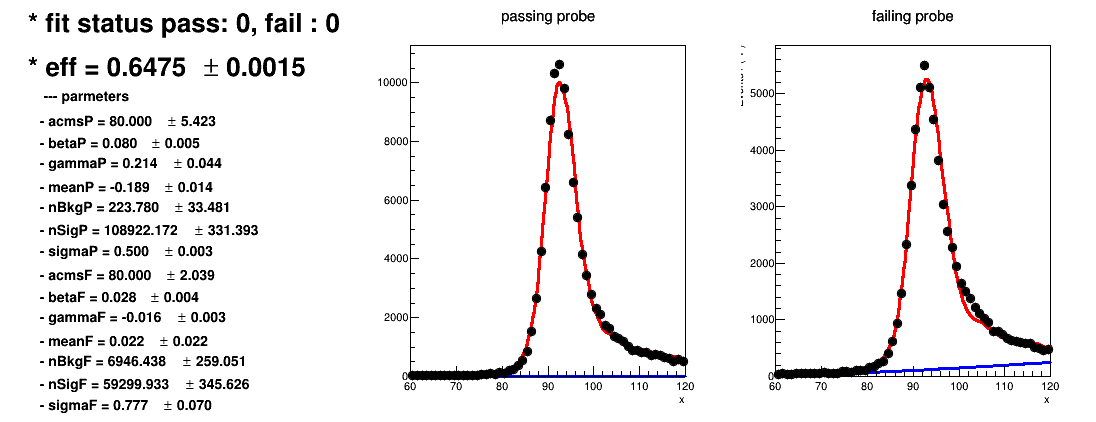 * fit status pass: 0, fail : 0
* eff = 0.6475 ± 0.0015
--- parmeters
- acmsP = 80.000 ± 5.423
- betaP = 0.080 ± 0.005
- gammaP = 0.214 ± 0.044
- meanP = -0.189 ± 0.014
- nBkgP = 223.780 ± 33.481
- nSigP = 108922.172 ± 331.393
- sigmaP = 0.500 ± 0.003
- acmsF = 80.000 ± 2.039
- betaF = 0.028 ± 0.004
- gammaF = -0.016 ± 0.003
- meanF = 0.022 ± 0.022
- nBkgF = 6946.438 ± 259.051
- nSigF = 59299.933 ± 345.626
- sigmaF = 0.777 ± 0.070
passing probe
10000
8000
6000
4000
2000
0
60 70 80 90 100 110 120
x
failing probe
5000
4000
3000
2000
1000
0
60 70 80 90 100 110 120
x